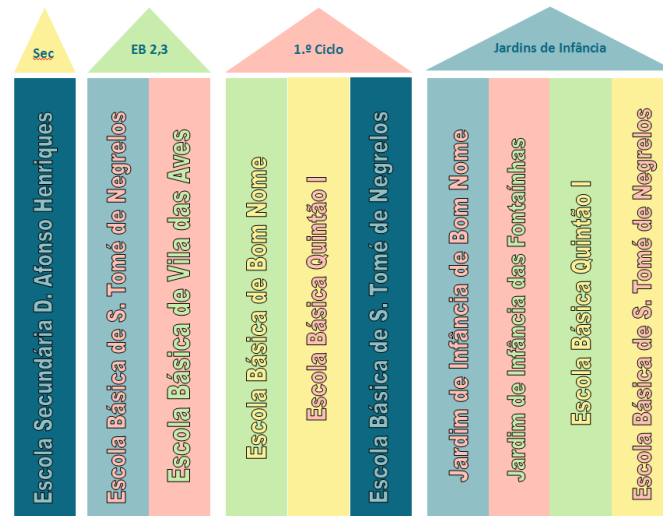 Sec
EB 2,3
1.º Ciclo
Jardins de Infância
Escola Secundária D. Afonso Henriques
Escola Básica de S. Tomé de Negrelos
Escola Básica de Vila das Aves
Escola Básica de Bom Nome
Escola Básica Quintão I
Escola Básica de S. Tomé de Negrelos
Jardim de Infância de Bom Nome
Jardim de Infância das Fontaínhas
Escola Básica Quintão I
Escola Básica de S. Tomé de Negrelos